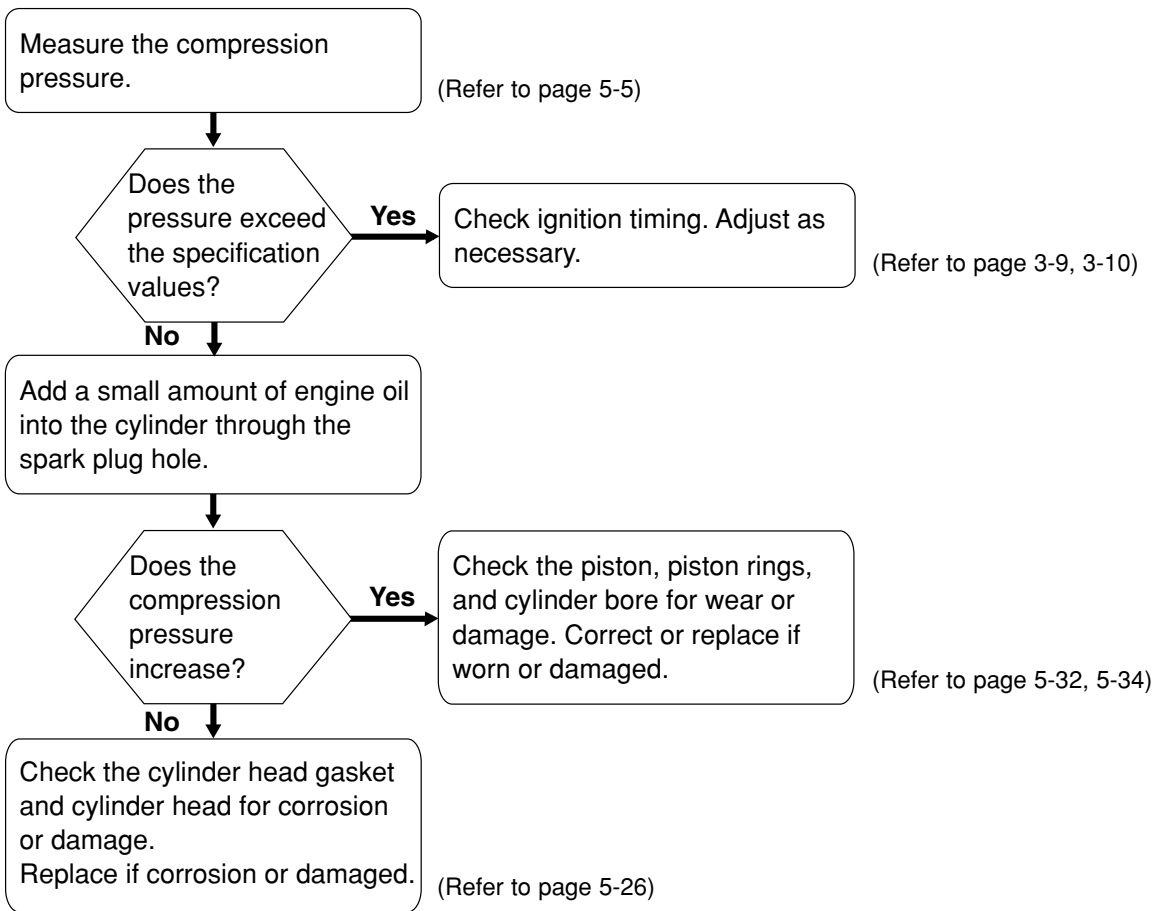 Measure the compression
pressure.
(Refer to page 5-5)
Does the
pressure exceed
the specification
values?
Yes
Check ignition timing. Adjust as
necessary.
(Refer to page 3-9, 3-10)
No
Add a small amount of engine oil
into the cylinder through the
spark plug hole.
Does the
compression
pressure
increase?
Yes
Check the piston, piston rings,
and cylinder bore for wear or
damage. Correct or replace if
worn or damaged.
(Refer to page 5-32, 5-34)
No
Check the cylinder head gasket
and cylinder head for corrosion
or damage.
Replace if corrosion or damaged.
(Refer to page 5-26)